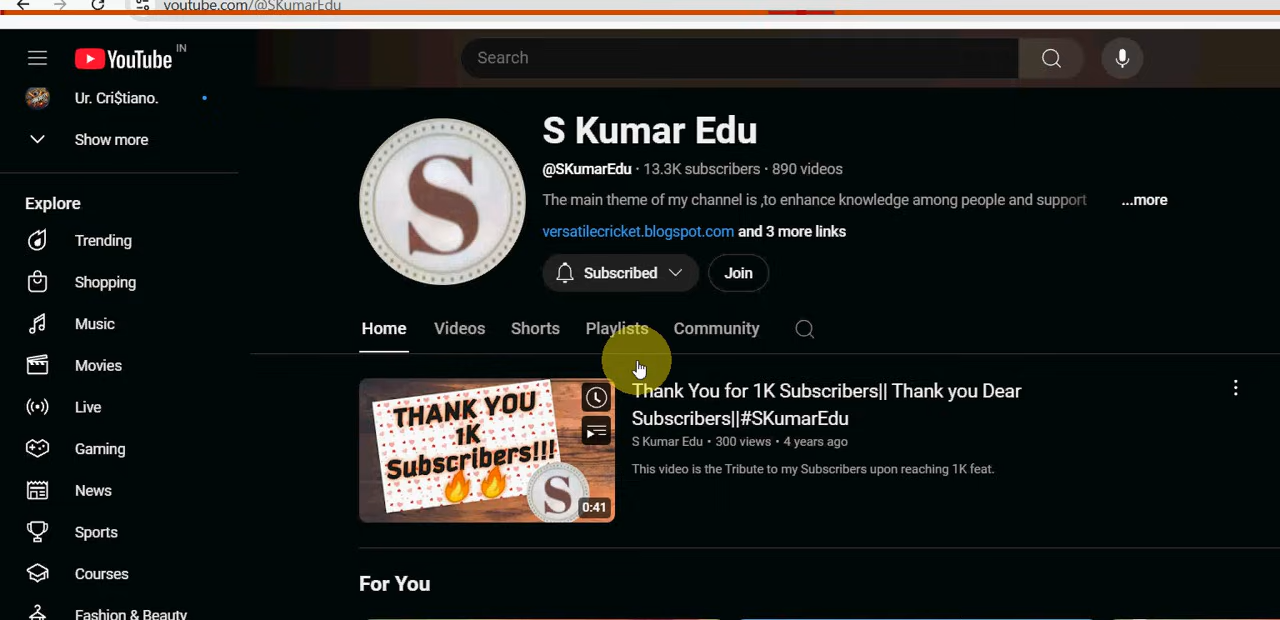 youtube.com/@SKumarEdu
YouTube IN
Search
Ur. Cri$tiano.
Show more
Explore
Trending
Shopping
Music
Movies
Live
Gaming
News
Sports
Courses
Fashion & Beauty
S
S Kumar Edu
@SKumarEdu · 13.3K subscribers · 890 videos
The main theme of my channel is ,to enhance knowledge among people and support ...more
versatilecricket.blogspot.com and 3 more links
Subscribed
Join
Home Videos Shorts Playlists Community
THANK YOU
1K
Subscribers!!!
S
0:41
Thank You for 1K Subscribers|| Thank you Dear
Subscribers||#SKumarEdu
S Kumar Edu • 300 views • 4 years ago
This video is the Tribute to my Subscribers upon reaching 1K feat.
For You